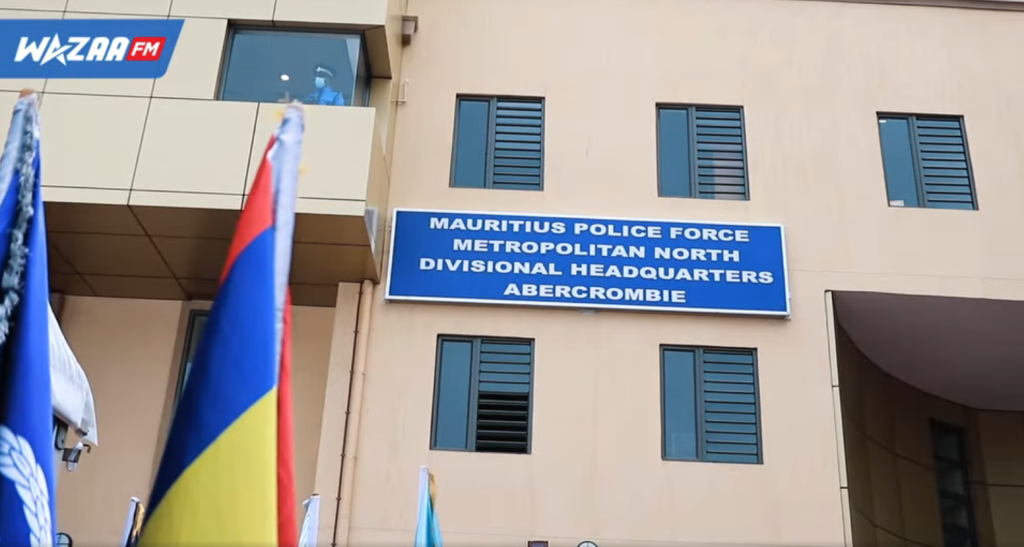 WAZAA FM
MAURITIUS POLICE FORCE
METROPOLITAN NORTH
DIVISIONAL HEADQUARTERS
ABERCROMBIE